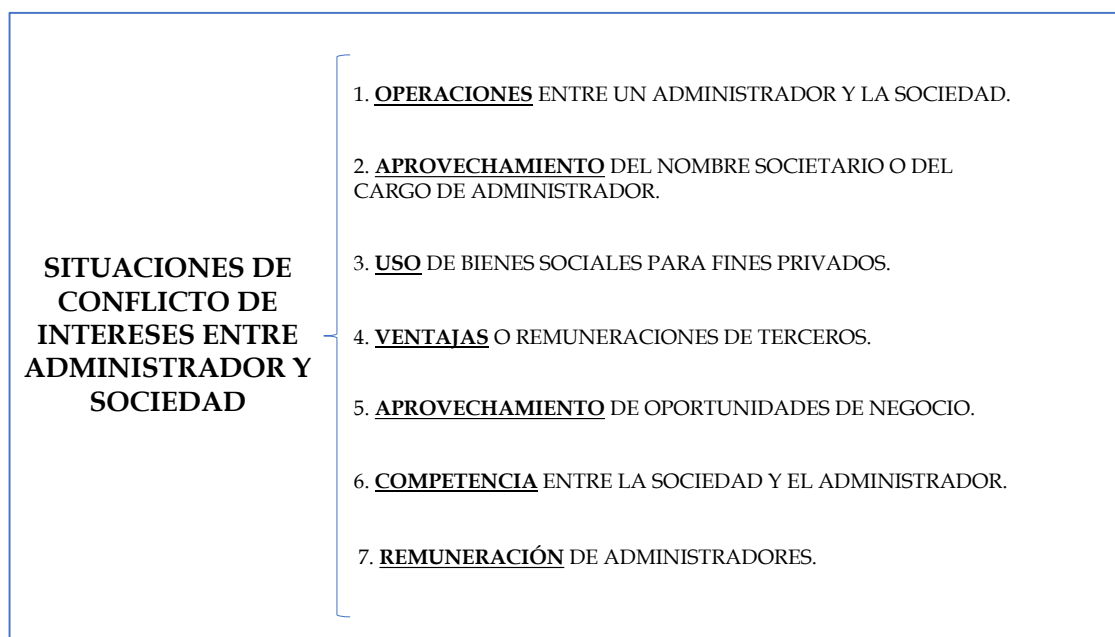 SITUACIONES DE
CONFLICTO DE
INTERESES ENTRE
ADMINISTRADOR Y
SOCIEDAD
1. OPERACIONES ENTRE UN ADMINISTRADOR Y LA SOCIEDAD.
2. APROVECHAMIENTO DEL NOMBRE SOCIETARIO O DEL
CARGO DE ADMINISTRADOR.
3. USO DE BIENES SOCIALES PARA FINES PRIVADOS.
4. VENTAJAS O REMUNERACIONES DE TERCEROS.
5. APROVECHAMIENTO DE OPORTUNIDADES DE NEGOCIO.
6. COMPETENCIA ENTRE LA SOCIEDAD Y EL ADMINISTRADOR.
7. REMUNERACIÓN DE ADMINISTRADORES.